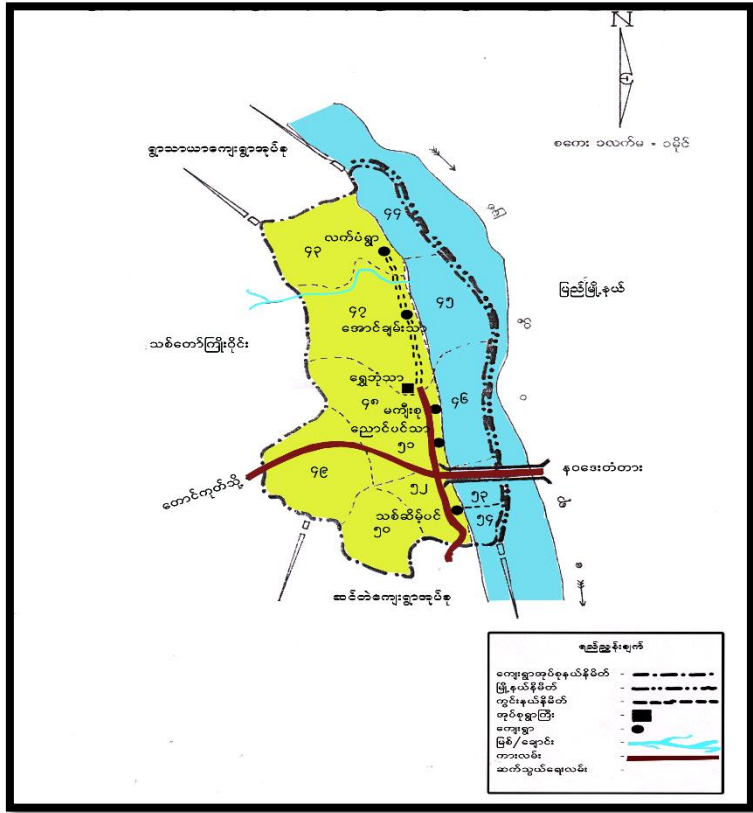 N
စကေး ၁လက်မ - ၁မိုင်
ရွာသာယာကျေးရွာအုပ်စု
၄၄
လက်ပံရွာ
၄၃
ပြည်မြို့နယ်
၄၅
၄၇
အောင်ချမ်းသာ
သစ်တော်ကြိုးဝိုင်း
ရွှေဘုံသာ
၄၈
မကျီးစု
၄၆
ညောင်ပင်သာ
၅၁
နဝဒေးတံတား
၄၉
တောင်ကုတ်သို့
၅၂
၅၃
သစ်ဆိမ့်ပင်
၅၄
၅၀
ဆင်တဲကျေးရွာအုပ်စု
ရည်ညွှန်းချက်
ကျေးရွာအုပ်စုနယ်နိမိတ် -
မြို့နယ်နိမိတ် -
ကွင်းနယ်နိမိတ် -
အုပ်စုရွာကြီး -
ကျေးရွာ -
မြစ်/ချောင်း -
ကားလမ်း -
ဆက်သွယ်ရေးလမ်း -